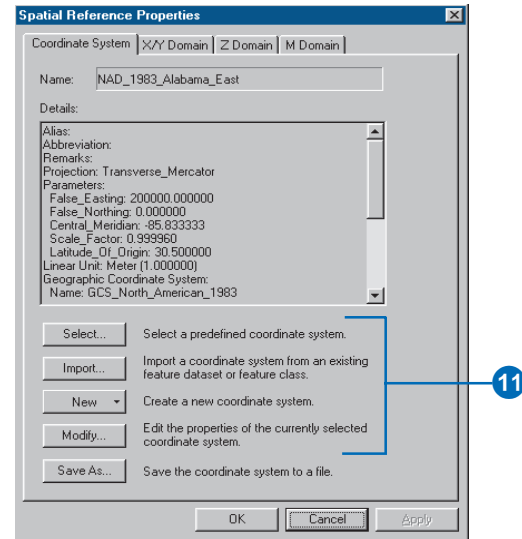 Spatial Reference Properties
Coordinate System X/Y Domain Z Domain M Domain
Name: NAD_1983_Alabama_East
Details:
Alias:
Abbreviation:
Remarks:
Projection: Transverse_Mercator
Parameters:
False_Easting: 200000.000000
False_Northing: 0.000000
Central_Meridian: -85.833333
Scale_Factor: 0.999960
Latitude_Of_Origin: 30.500000
Linear Unit: Meter (1.000000)
Geographic Coordinate System:
Name: GCS_North_American_1983
Select... Select a predefined coordinate system.
Import... Import a coordinate system from an existing
feature dataset or feature class.
New Create a new coordinate system.
Modify... Edit the properties of the currently selected
coordinate system.
Save As... Save the coordinate system to a file.
11
OK Cancel Apply